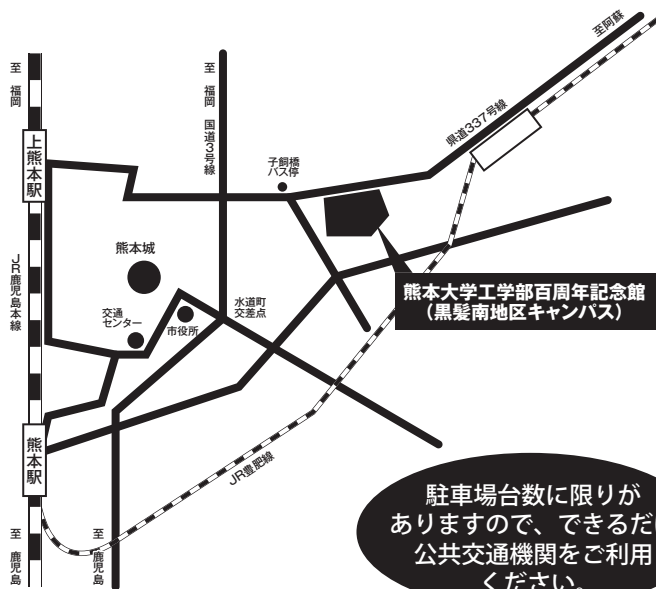 至 福岡
至 福岡
国道3号線
至阿蘇
県道337号線
上熊本駅
子飼橋
バス停
熊本城
JR鹿児島本線
交通
センター
市役所
水道町
交差点
熊本大学工学部百周年記念館
（黒髪南地区キャンパス）
熊本駅
JR豊肥線
至 鹿児島
至 鹿児島
駐車場台数に限りが
ありますので、できるだけ
公共交通機関をご利用
ください。